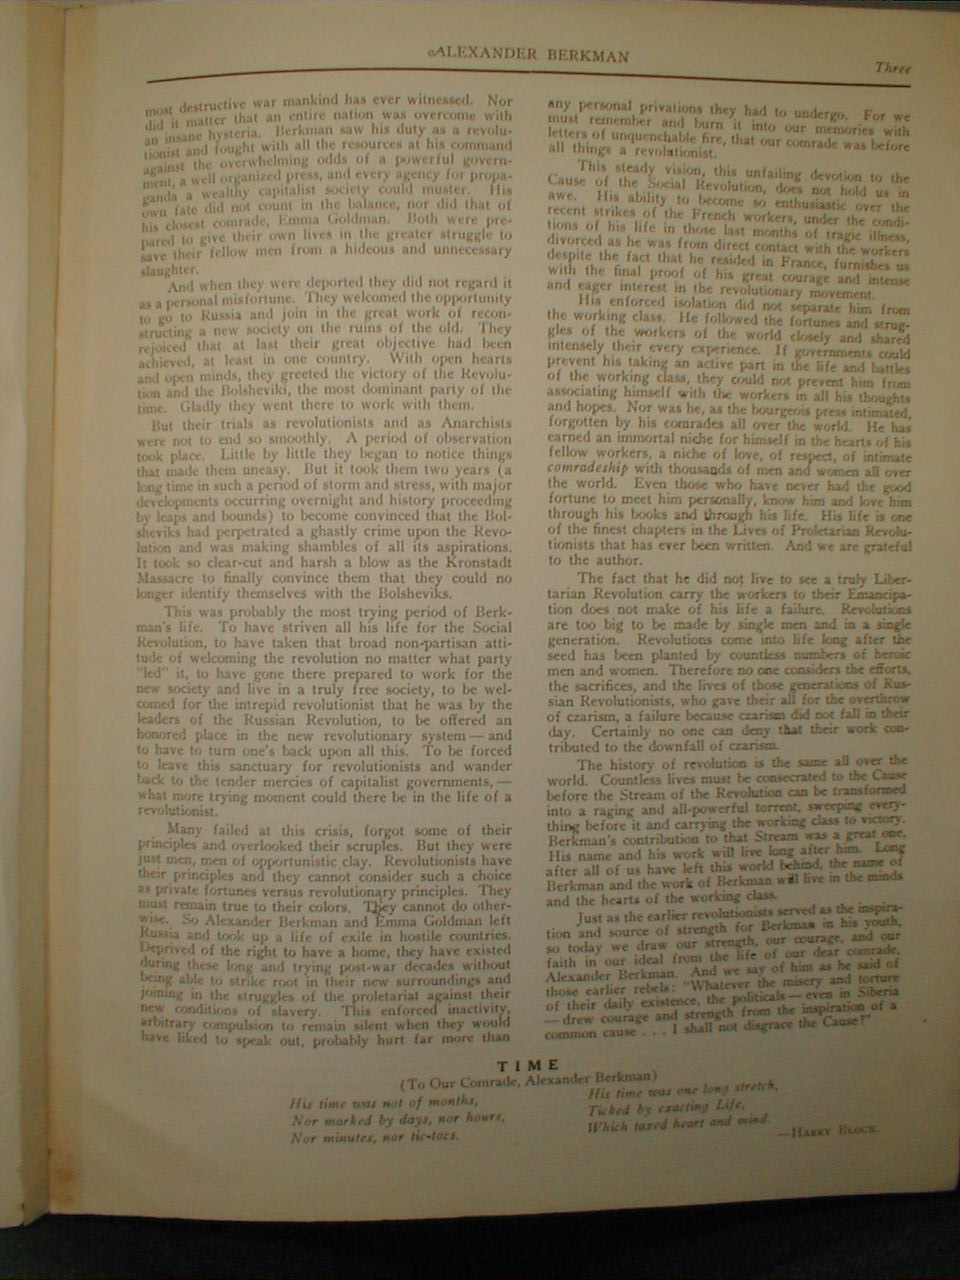 ALEXANDER BERKMAN
Three
most destructive war mankind has ever witnessed. Nor
did it matter that an entire nation was overcome with
an insane hysteria. Berkman saw his duty as a revolu-
tionist and fought with all the resources at his command
against the overwhelming odds of a powerful govern-
ment, a well organized press, and every agency for propa-
ganda a wealthy capitalist society could muster. His
own fate did not count in the balance, nor did that of
his closest comrade, Emma Goldman. Both were pre-
pared to give their own lives in the greater struggle to
save their fellow men from a hideous and unnecessary
slaughter.
And when they were deported they did not regard it
as a personal misfortune. They welcomed the opportunity
to go to Russia and join in the great work of recon-
structing a new society on the ruins of the old. They
rejoiced that at last their great objective had been
achieved, at least in one country. With open hearts
and open minds, they greeted the victory of the Revolu-
tion and the Bolsheviki, the most dominant party of the
time. Gladly they went there to work with them.
But their trials as revolutionists and as Anarchists
were not to end so smoothly. A period of observation
took place. Little by little they began to notice things
that made them uneasy. But it took them two years (a
long time in such a period of storm and stress, with major
developments occurring overnight and history proceeding
by leaps and bounds) to become convinced that the Bol-
sheviks had perpetrated a ghastly crime upon the Revo-
lution and was making shambles of all its aspirations.
It took so clear-cut and harsh a blow as the Kronstadt
Massacre to finally convince them that they could no
longer identify themselves with the Bolsheviks.
This was probably the most trying period of Berk-
man's life. To have striven all his life for the Social
Revolution, to have taken that broad non-partisan atti-
tude of welcoming the revolution no matter what party
"led" it, to have gone there prepared to work for the
new society and live in a truly free society, to be wel-
comed for the intrepid revolutionist that he was by the
leaders of the Russian Revolution, to be offered an
honored place in the new revolutionary system — and
to have to turn one's back upon all this. To be forced
to leave this sanctuary for revolutionists and wander
back to the tender mercies of capitalist governments, —
what more trying moment could there be in the life of a
revolutionist.
Many failed at this crisis, forgot some of their
principles and overlooked their scruples. But they were
just men, men of opportunistic clay. Revolutionists have
their principles and they cannot consider such a choice
as private fortunes versus revolutionary principles. They
must remain true to their colors. They cannot do other-
wise. So Alexander Berkman and Emma Goldman left
Russia and took up a life of exile in hostile countries.
Deprived of the right to have a home, they have existed
during these long and trying post-war decades without
being able to strike root in their new surroundings and
joining in the struggles of the proletariat against their
new conditions of slavery. This enforced inactivity,
arbitrary compulsion to remain silent when they would
have liked to speak out, probably hurt far more than
any personal privations they had to undergo. For we
must remember and burn it into our memories with
letters of unquenchable fire, that our comrade was before
all things a revolutionist.
This steady vision, this unfailing devotion to the
Cause of the Social Revolution, does not hold us in
awe. His ability to become so enthusiastic over the
recent strikes of the French workers, under the condi-
tions of his life in those last months of tragic illness,
divorced as he was from direct contact with the workers
despite the fact that he resided in France, furnishes us
with the final proof of his great courage and intense
and eager interest in the revolutionary movement.
His enforced isolation did not separate him from
the working class. He followed the fortunes and strug-
gles of the workers of the world closely and shared
intensely their every experience. If governments could
prevent his taking an active part in the life and battles
of the working class, they could not prevent him from
associating himself with the workers in all his thoughts
and hopes. Nor was he, as the bourgeois press intimated,
forgotten by his comrades all over the world. He has
earned an immortal niche for himself in the hearts of his
fellow workers, a niche of love, of respect, of intimate
comradeship with thousands of men and women all over
the world. Even those who have never had the good
fortune to meet him personally, know him and love him
through his books and through his life. His life is one
of the finest chapters in the Lives of Proletarian Revolu-
tionists that has ever been written. And we are grateful
to the author.
The fact that he did not live to see a truly Liber-
tarian Revolution carry the workers to their Emancipa-
tion does not make of his life a failure. Revolutions
are too big to be made by single men and in a single
generation. Revolutions come into life long after the
seed has been planted by countless numbers of heroic
men and women. Therefore no one considers the efforts,
the sacrifices, and the lives of those generations of Rus-
sian Revolutionists, who gave their all for the overthrow
of czarism, a failure because czarism did not fall in their
day. Certainly no one can deny that their work con-
tributed to the downfall of czarism.
The history of revolution is the same all over the
world. Countless lives must be consecrated to the Cause
before the Stream of the Revolution can be transformed
into a raging and all-powerful torrent, sweeping every-
thing before it and carrying the working class to victory.
Berkman's contribution to that Stream was a great one.
His name and his work will live long after him. Long
after all of us have left this world behind, the name of
Berkman and the work of Berkman will live in the minds
and the hearts of the working class.
Just as the earlier revolutionists served as the inspira-
tion and source of strength for Berkman in his youth,
so today we draw our strength, our courage, and our
faith in our ideal from the life of our dear comrade,
Alexander Berkman. And we say of him as he said of
those earlier rebels: "Whatever the misery and torture
of their daily existence, the politicals — even in Siberia
— drew courage and strength from the inspiration of a
common cause . . . I shall not disgrace the Cause!"
TIME
(To Our Comrade, Alexander Berkman)
His time was not of months,
Nor marked by days, nor hours,
Nor minutes, nor tic-tocs.
His time was one long stretch,
Ticked by exacting Life,
Which taxed heart and mind.
—HARRY BLOCK.